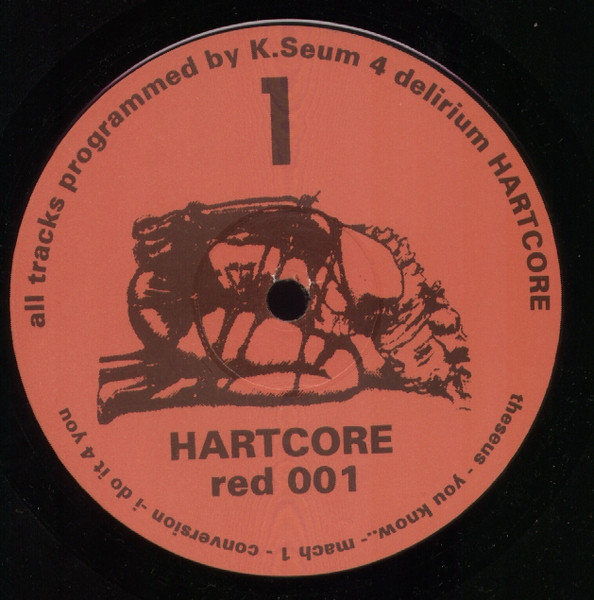 all tracks programmed by K.Seum 4 delirium HARTCORE
1
HARTCORE
red 001
theseus - you know..- mach 1 - conversion -i do it 4 you